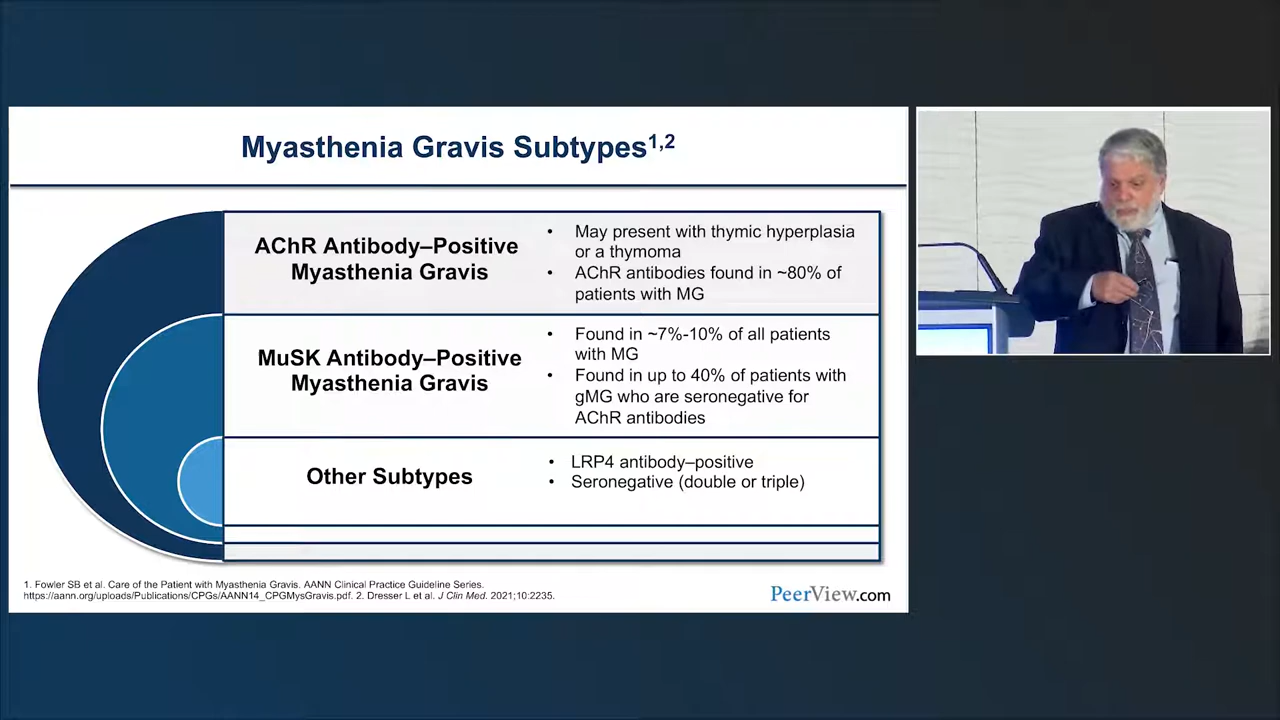 Myasthenia Gravis Subtypes1,2
AChR Antibody–Positive
Myasthenia Gravis
• May present with thymic hyperplasia
or a thymoma
• AChR antibodies found in ~80% of
patients with MG
MuSK Antibody–Positive
Myasthenia Gravis
• Found in ~7%-10% of all patients
with MG
• Found in up to 40% of patients with
gMG who are seronegative for
AChR antibodies
Other Subtypes
• LRP4 antibody–positive
• Seronegative (double or triple)
1. Fowler SB et al. Care of the Patient with Myasthenia Gravis. AANN Clinical Practice Guideline Series.
https://aann.org/uploads/Publications/CPGs/AANN14_CPGMysGravis.pdf. 2. Dresser L et al. J Clin Med. 2021;10:2235.
PeerView.com